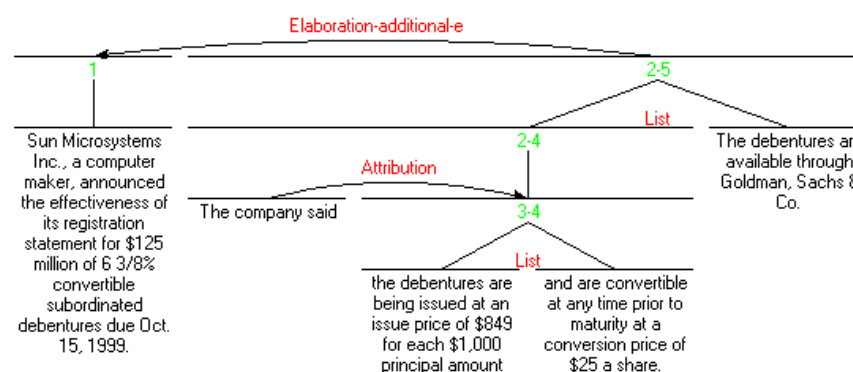 Elaboration-additional-e
1
2-5
List
Sun Microsystems
Inc., a computer
maker, announced
the effectiveness of
its registration
statement for $125
million of 6 3/8%
convertible
subordinated
debentures due Oct.
15, 1999.
2-4
The debentures ar
available through
Goldman, Sachs &
Co.
Attribution
The company said
3-4
List
the debentures are
being issued at an
issue price of $849
for each $1,000
principal amount
and are convertible
at any time prior to
maturity at a
conversion price of
$25 a share.